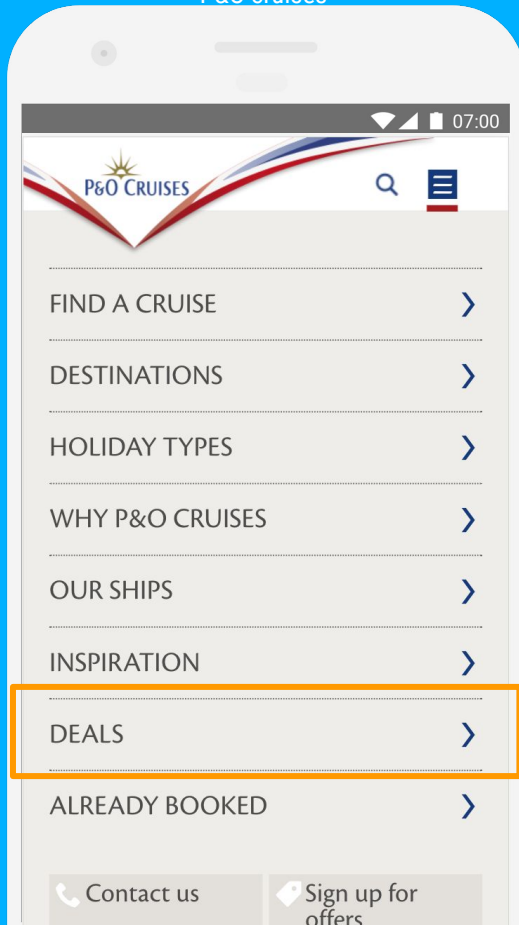 P&O cruises
07:00
P&O CRUISES
FIND A CRUISE
DESTINATIONS
HOLIDAY TYPES
WHY P&O CRUISES
OUR SHIPS
INSPIRATION
DEALS
ALREADY BOOKED
Contact us
Sign up for
offers